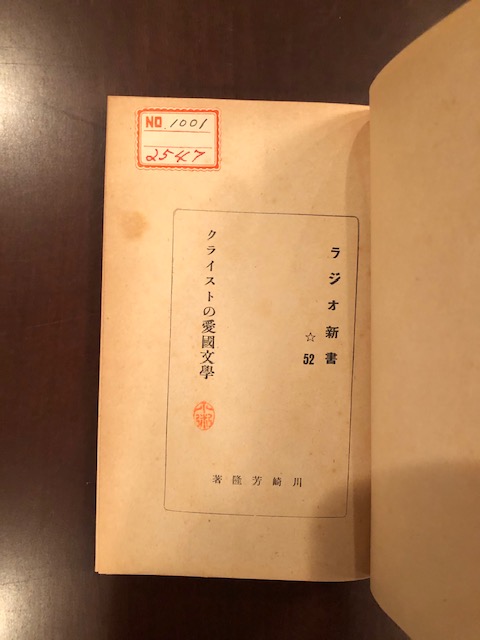 NO. 1001
2547
ラジオ新書
☆
52
クライストの愛國文學
川崎芳隆著